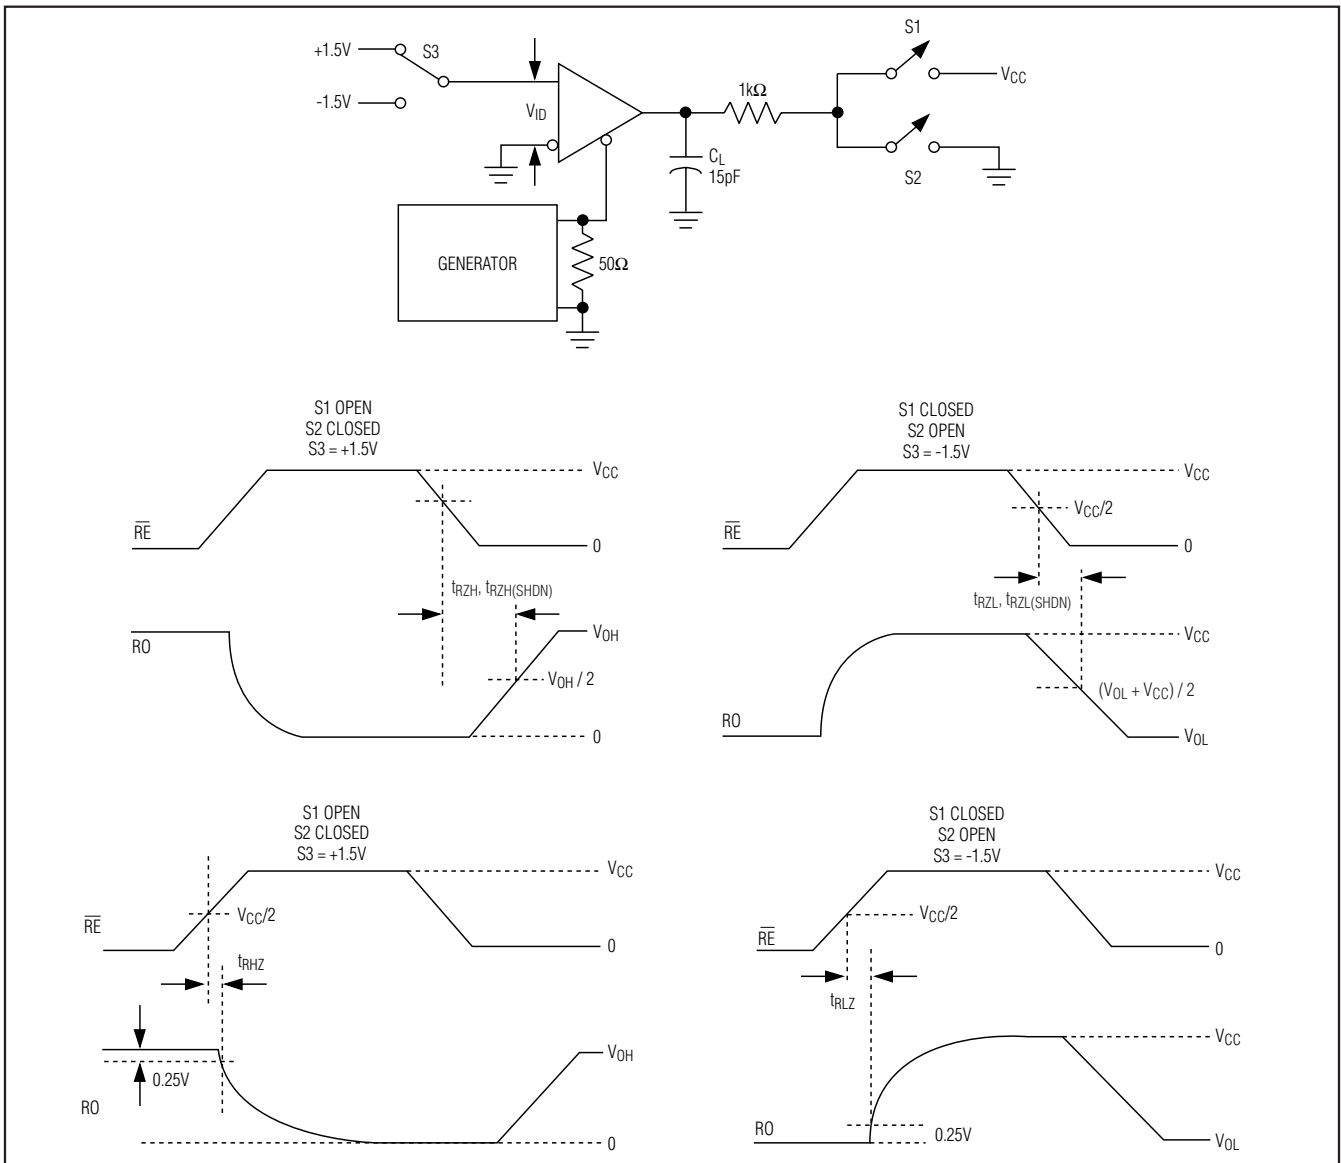 S1
+1.5V
S3
-1.5V
V_ID
1kΩ
V_CC
C_L
15pF
S2
GENERATOR
50Ω
S1 OPEN
S2 CLOSED
S3 = +1.5V
V_CC
R̅E̅
0
t_RZH, t_RZH(SHDN)
RO
V_OH
V_OH / 2
0
S1 CLOSED
S2 OPEN
S3 = -1.5V
V_CC
V_CC/2
R̅E̅
0
t_RZL, t_RZL(SHDN)
V_CC
(V_OL + V_CC) / 2
RO
V_OL
S1 OPEN
S2 CLOSED
S3 = +1.5V
V_CC
V_CC/2
R̅E̅
0
t_RHZ
V_OH
0.25V
RO
0
S1 CLOSED
S2 OPEN
S3 = -1.5V
V_CC
V_CC/2
R̅E̅
0
t_RLZ
V_CC
RO
0.25V
V_OL